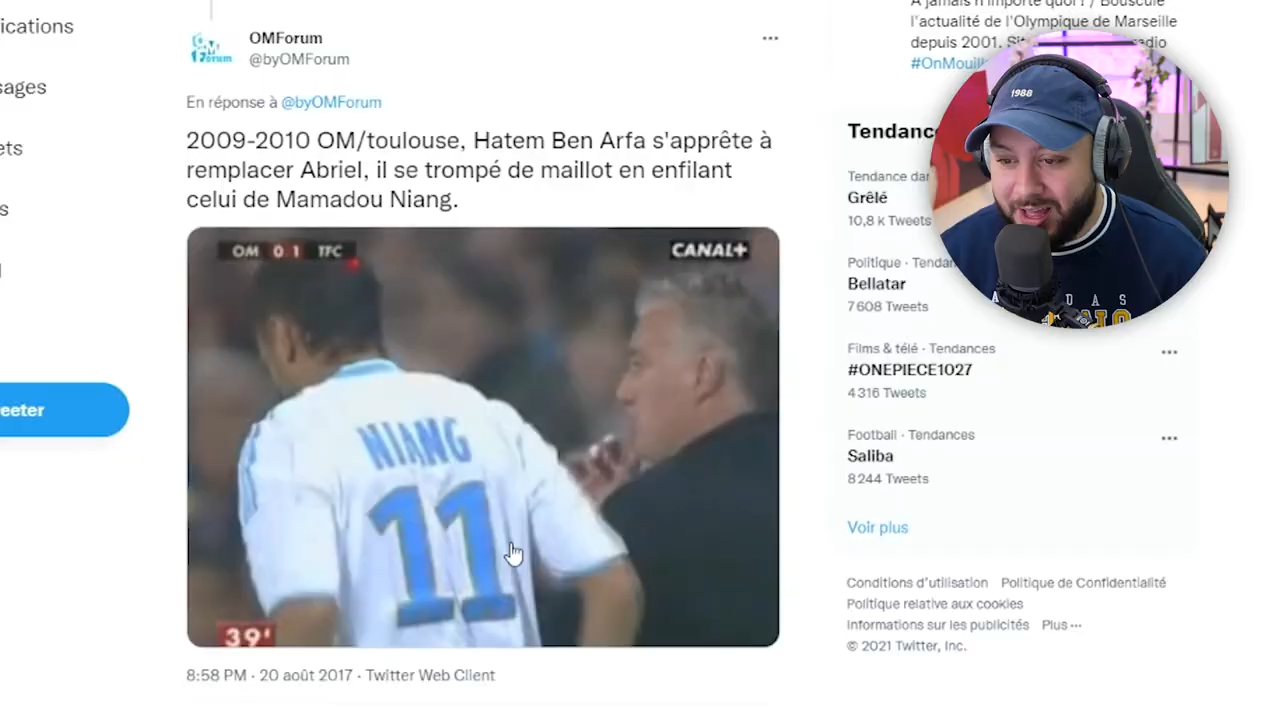 OMForum
@byOMForum
En réponse à @byOMForum
2009-2010 OM/toulouse, Hatem Ben Arfa s'apprête à
remplacer Abriel, il se trompé de maillot en enfilant
celui de Mamadou Niang.
OM 0 1 TFC
CANAL+
NIANG
11
39'
8:58 PM · 20 août 2017 · Twitter Web Client
ications
sages
ets
s
eeter
à jamais n'importe quoi ! / Bouscule
l'actualité de l'Olympique de Marseille
depuis 2001.
#OnMouill
1988
Tendanc
Tendance dan
Grêlé
10,8 k Tweets
Politique · Tendan
Bellatar
7 608 Tweets
Films & télé · Tendances
#ONEPIECE1027
4 316 Tweets
Football · Tendances
Saliba
8 244 Tweets
Voir plus
Conditions d'utilisation Politique de Confidentialité
Politique relative aux cookies
Informations sur les publicités Plus ···
© 2021 Twitter, Inc.